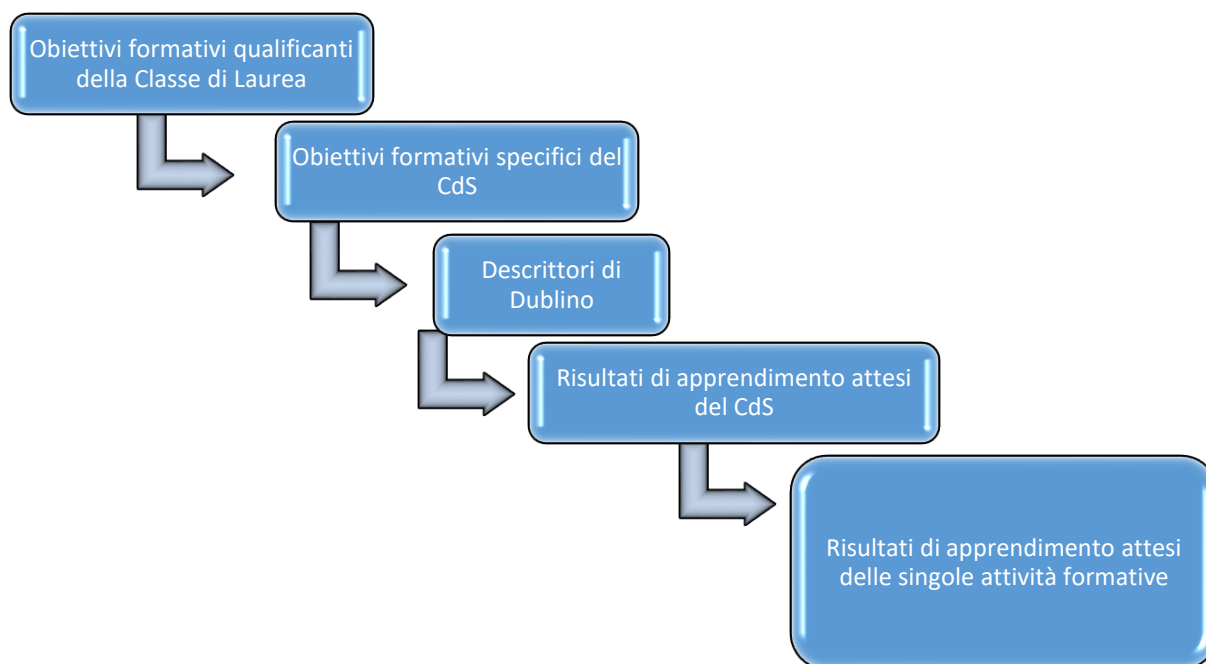 Obiettivi formativi qualificanti
della Classe di Laurea
Obiettivi formativi specifici del
CdS
Descrittori di
Dublino
Risultati di apprendimento attesi
del CdS
Risultati di apprendimento attesi
delle singole attività formative